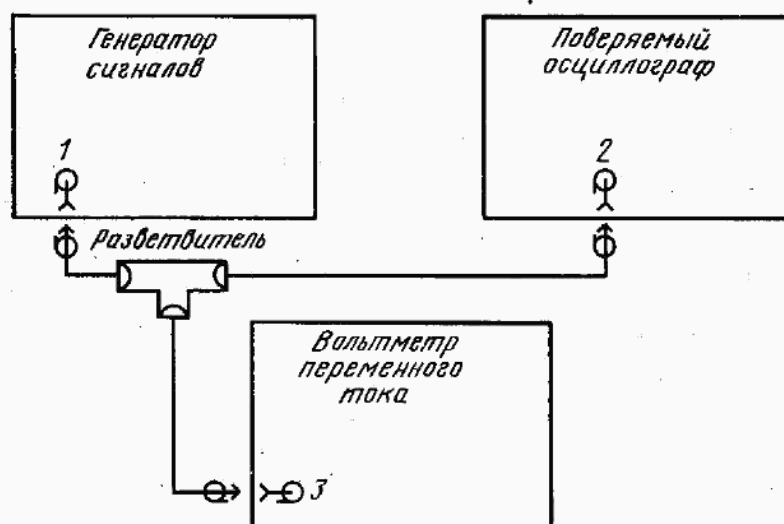 Генератор
сигналов
Поверяемый
осциллограф
1
2
Разветвитель
Вольтметр
переменного
тока
3